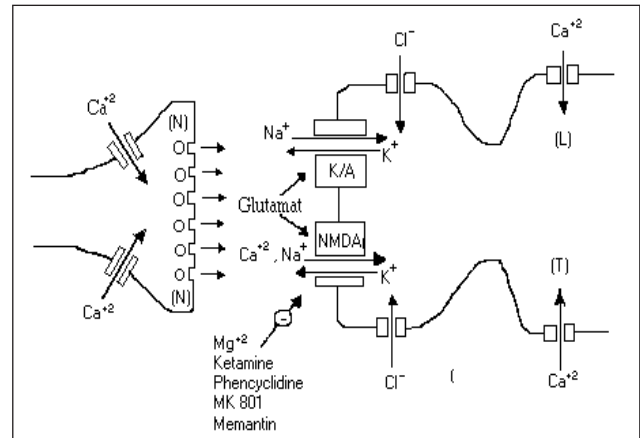 Cl⁻
Ca⁺²
Ca⁺²
(N)
Na⁺
K⁺
(L)
O
O
O
O
O
O
K/A
Glutamat
NMDA
Ca⁺², Na⁺
K⁺
(T)
(N)
Ca⁺²
-
Mg⁺²
Ketamine
Phencyclidine
MK 801
Memantin
Cl⁻
(
Ca⁺²